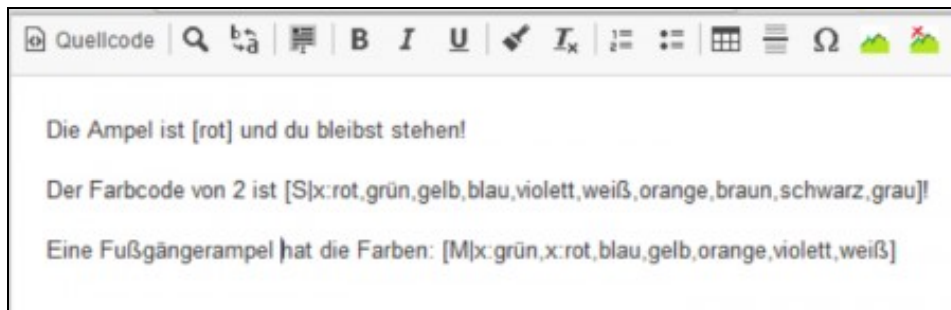 Quellcode B I U Ix Ω
Die Ampel ist [rot] und du bleibst stehen!
Der Farbcode von 2 ist [S|x:rot,grün,gelb,blau,violett,weiß,orange,braun,schwarz,grau]!
Eine Fußgängerampel hat die Farben: [M|x:grün,x:rot,blau,gelb,orange,violett,weiß]